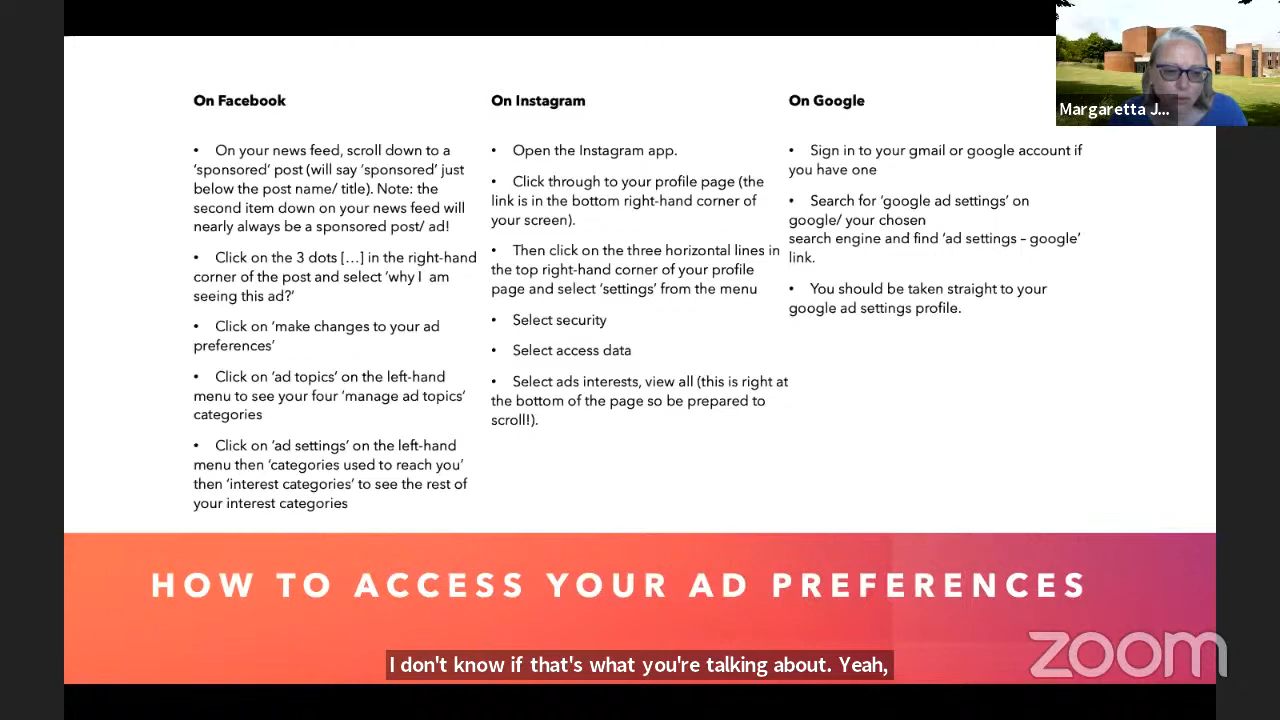 On Facebook
• On your news feed, scroll down to a
‘sponsored’ post (will say ‘sponsored’ just
below the post name/ title). Note: the
second item down on your news feed will
nearly always be a sponsored post/ ad!
• Click on the 3 dots […] in the right-hand
corner of the post and select ‘why I  am
seeing this ad?’
• Click on ‘make changes to your ad
preferences’
• Click on ‘ad topics’ on the left-hand
menu to see your four ‘manage ad topics’
categories
• Click on ‘ad settings’ on the left-hand
menu then ‘categories used to reach you’
then ‘interest categories’ to see the rest of
your interest categories
On Instagram
• Open the Instagram app.
• Click through to your profile page (the
link is in the bottom right-hand corner of
your screen).
• Then click on the three horizontal lines in
the top right-hand corner of your profile
page and select ‘settings’ from the menu
• Select security
• Select access data
• Select ads interests, view all (this is right at
the bottom of the page so be prepared to
scroll!).
On Google
• Sign in to your gmail or google account if
you have one
• Search for ‘google ad settings’ on
google/ your chosen
search engine and find ‘ad settings – google’
link.
• You should be taken straight to your
google ad settings profile.
Margaretta J...
HOW TO ACCESS YOUR AD PREFERENCES
I don't know if that's what you're talking about. Yeah,
zoom